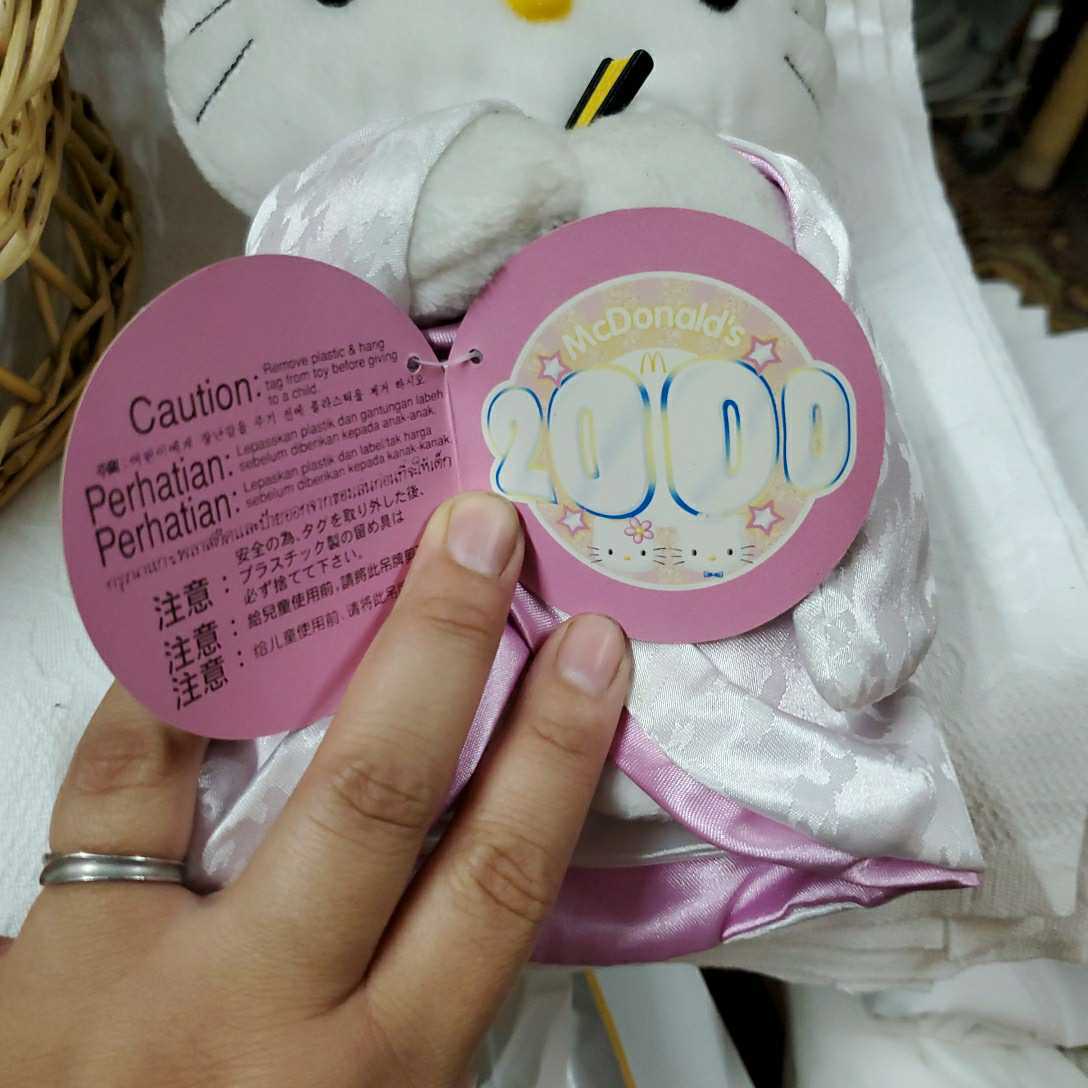 Caution:
Remove plastic & hang
tag from toy before giving
to a child.
Perhatian:
Lepasskan plastik dan gantungan labeh
sebelum diberikan kepada anak-anak.
Perhatian:
Lepaskan plastik dan label/tak harga
sebelum diberikan kepada kanak-kanak.
注意:
安全の為、タグを取り外した後、
プラスチック製の留め具は
必ず捨てて下さい。
注意:
給兒童使用前,請將此吊牌
注意:
给儿童使用前、请将此吊
McDonald's
2000